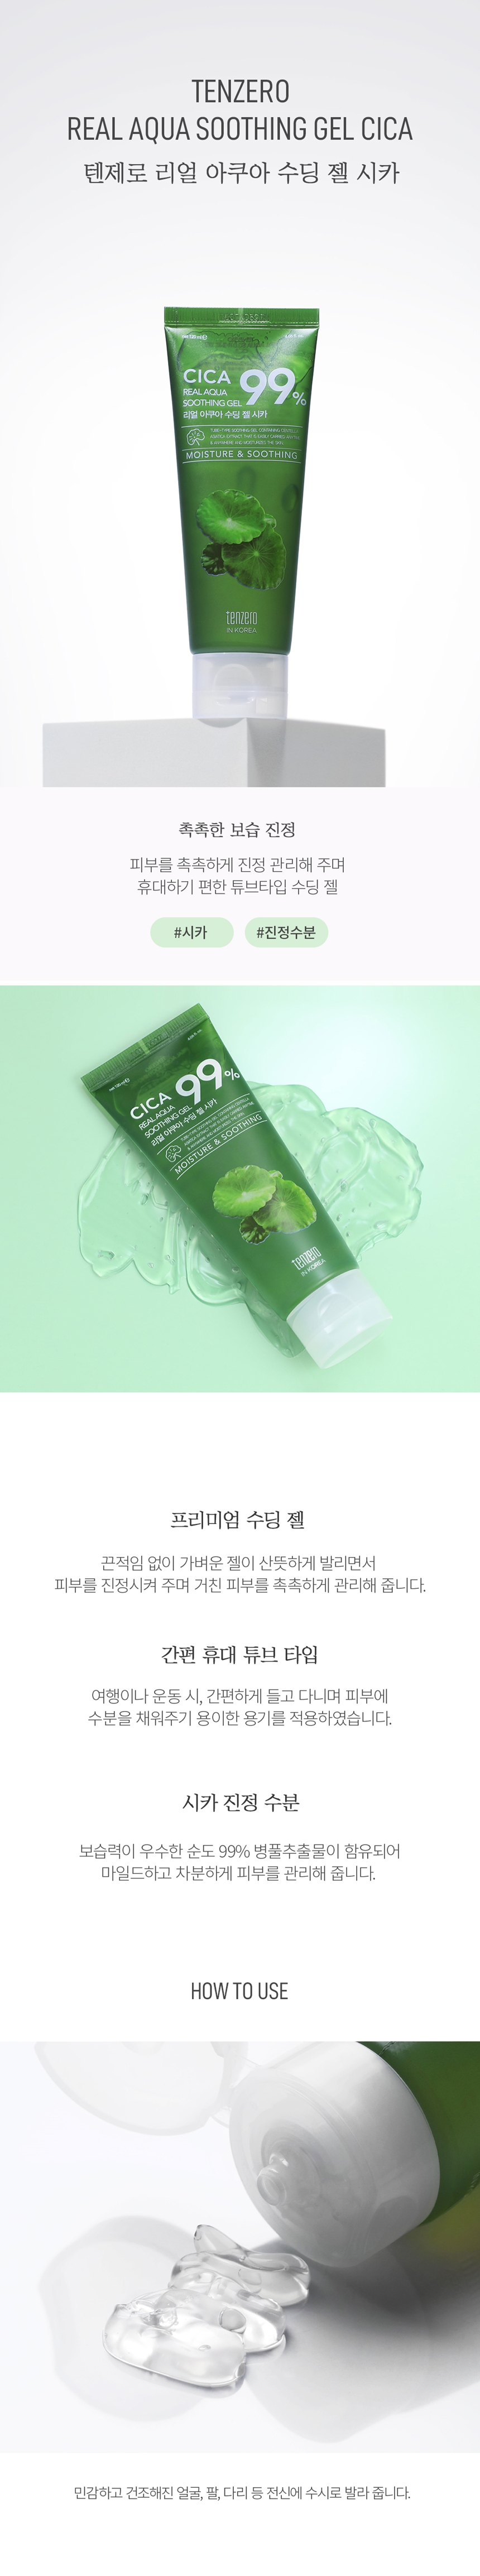 TENZERO
REAL AQUA SOOTHING GEL CICA
텐제로 리얼 아쿠아 수딩 젤 시카
CICA 99%
REAL AQUA
SOOTHING GEL
리얼 아쿠아 수딩 젤 시카
MOISTURE & SOOTHING
tenzero
IN KOREA
촉촉한 보습 진정
피부를 촉촉하게 진정 관리해 주며
휴대하기 편한 튜브타입 수딩 젤
#시카 #진정수분
CICA 99%
REAL AQUA
SOOTHING GEL
리얼 아쿠아 수딩 젤 시카
MOISTURE & SOOTHING
tenzero
IN KOREA
프리미엄 수딩 젤
끈적임 없이 가벼운 젤이 산뜻하게 발리면서
피부를 진정시켜 주며 거친 피부를 촉촉하게 관리해 줍니다.
간편 휴대 튜브 타입
여행이나 운동 시, 간편하게 들고 다니며 피부에
수분을 채워주기 용이한 용기를 적용하였습니다.
시카 진정 수분
보습력이 우수한 순도 99% 병풀추출물이 함유되어
마일드하고 차분하게 피부를 관리해 줍니다.
HOW TO USE
민감하고 건조해진 얼굴, 팔, 다리 등 전신에 수시로 발라 줍니다.